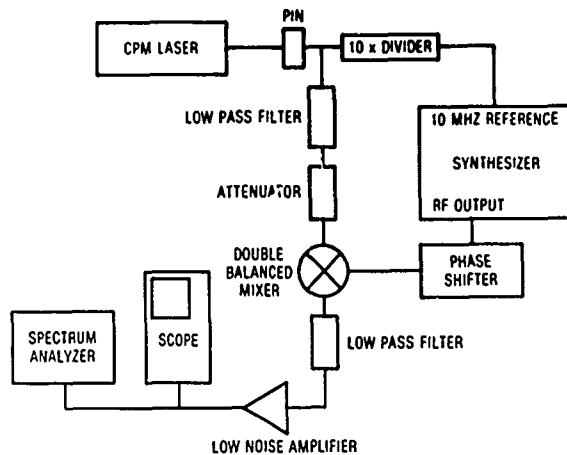 PIN
CPM LASER
10 x DIVIDER
LOW PASS FILTER
10 MHZ REFERENCE
SYNTHESIZER
RF OUTPUT
ATTENUATOR
DOUBLE
BALANCED
MIXER
PHASE
SHIFTER
SPECTRUM
ANALYZER
SCOPE
LOW PASS FILTER
LOW NOISE AMPLIFIER